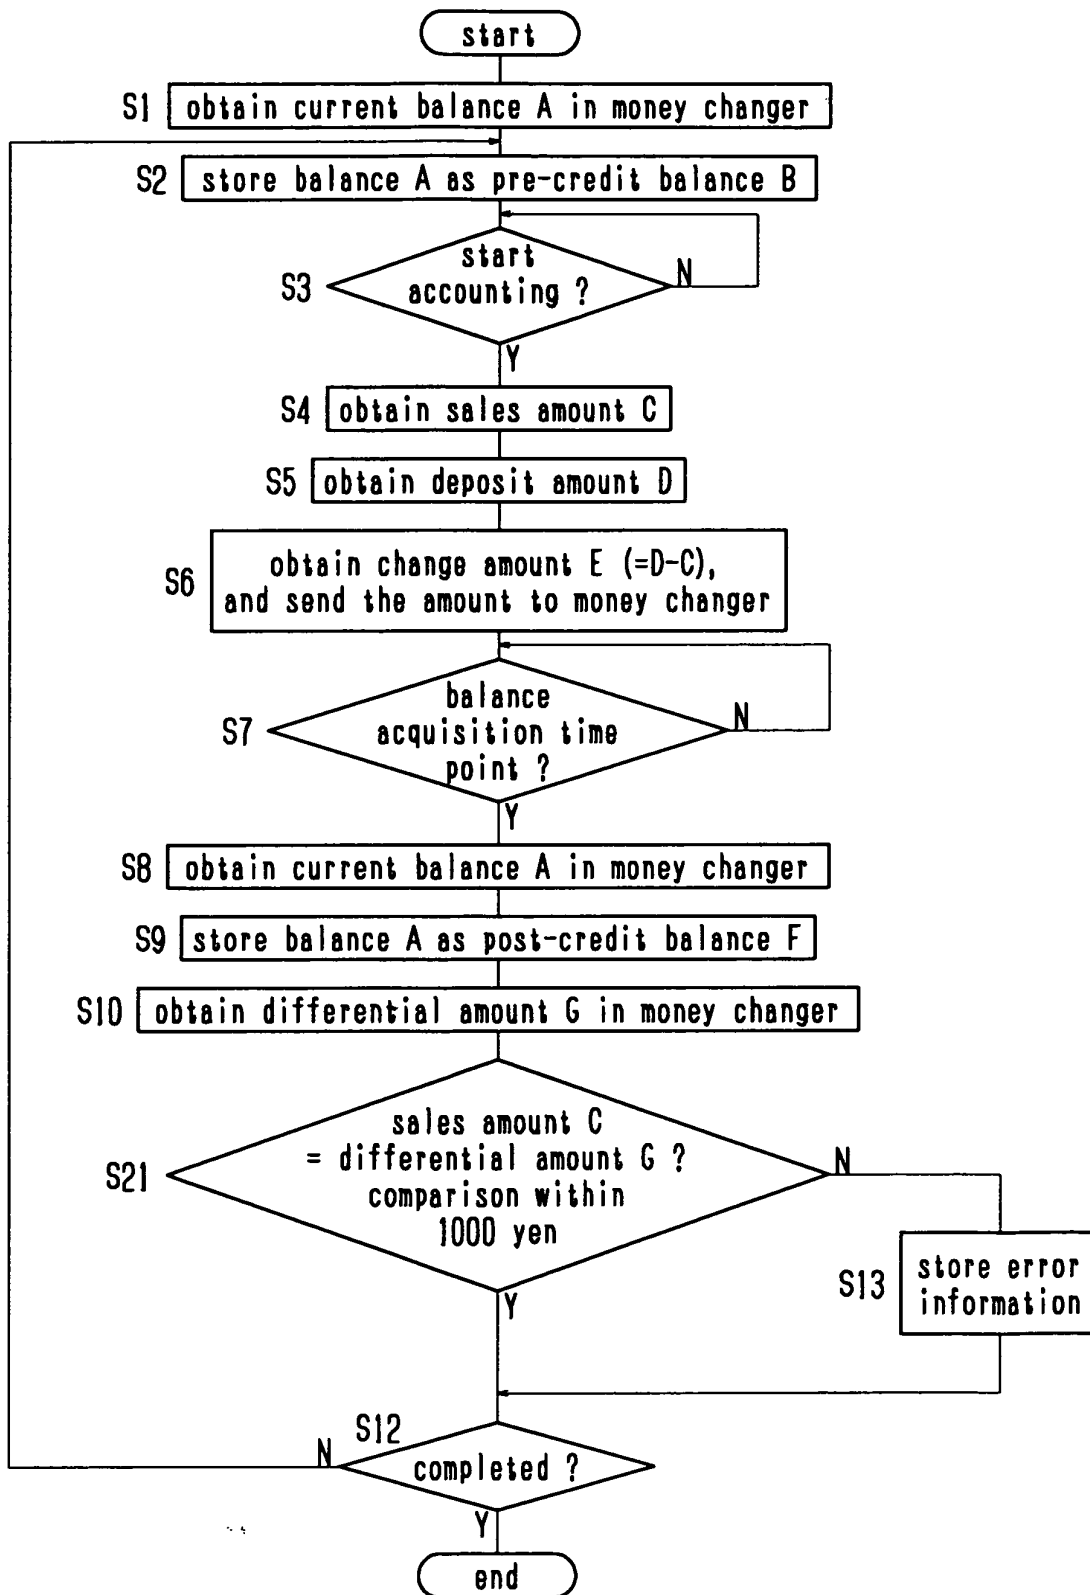 start
S1 obtain current balance A in money changer
S2 store balance A as pre-credit balance B
start
S3 accounting ? N
Y
S4 obtain sales amount C
S5 obtain deposit amount D
obtain change amount E (=D-C),
S6
and send the amount to money changer
balance
S7 acquisition time N
point ?
Y
S8 obtain current balance A in money changer
S9 store balance A as post-credit balance F
S10 obtain differential amount G in money changer
sales amount C
= differential amount G ? N
S21
comparison within
1000 yen
store error
S13
information
Y
S12
N completed ?
Y
end